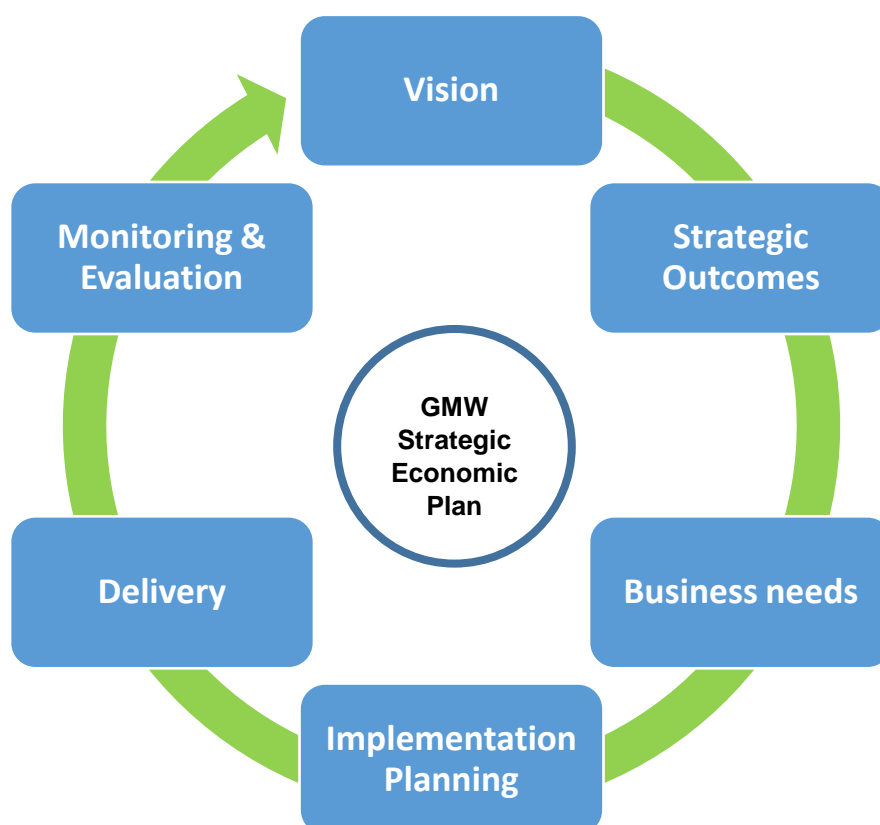 Vision
Strategic
Outcomes
Business needs
Implementation
Planning
Delivery
Monitoring &
Evaluation
GMW
Strategic
Economic
Plan